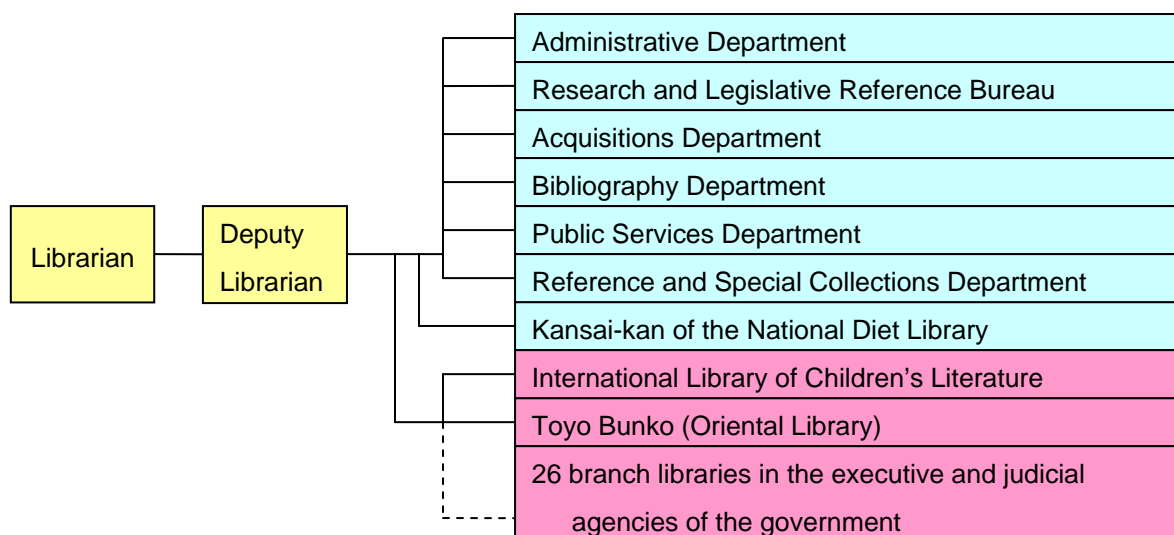 Librarian
Deputy
Librarian
Administrative Department
Research and Legislative Reference Bureau
Acquisitions Department
Bibliography Department
Public Services Department
Reference and Special Collections Department
Kansai-kan of the National Diet Library
International Library of Children’s Literature
Toyo Bunko (Oriental Library)
26 branch libraries in the executive and judicial
agencies of the government